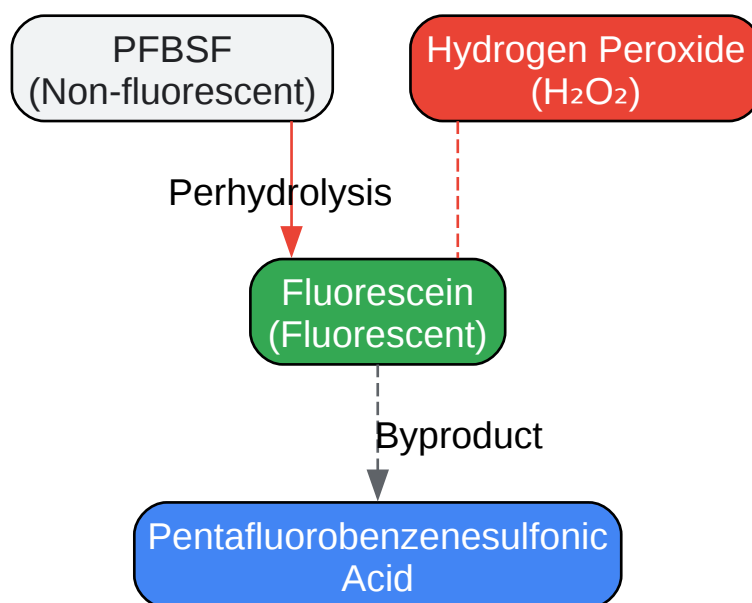 PFBSF
(Non-fluorescent)
Hydrogen Peroxide
(H₂O₂)
Perhydrolysis
Fluorescein
(Fluorescent)
Byproduct
Pentafluorobenzenesulfonic
Acid